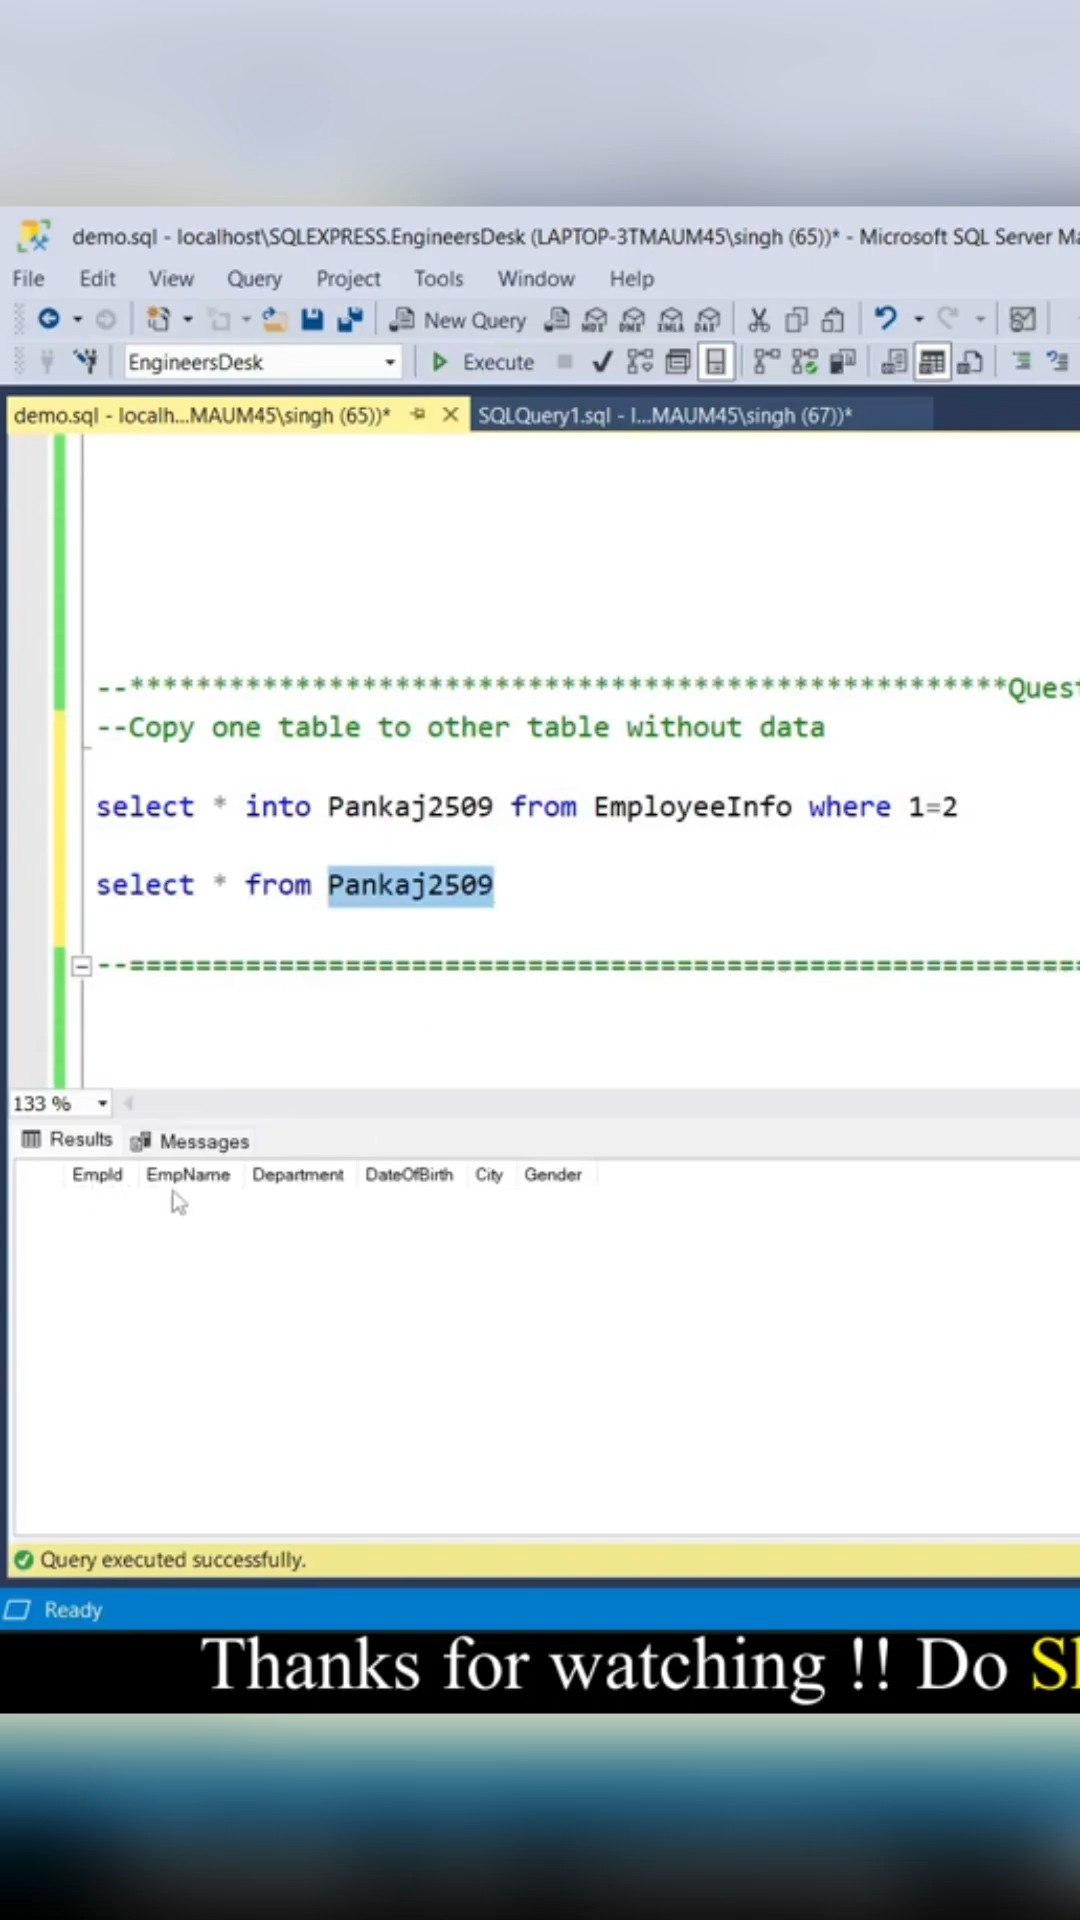 demo.sql - localhost\SQLEXPRESS.EngineersDesk (LAPTOP-3TMAUM45\singh (65))* - Microsoft SQL Server Ma
File Edit View Query Project Tools Window Help
New Query
EngineersDesk Execute
demo.sql - localh...MAUM45\singh (65))* SQLQuery1.sql - l...MAUM45\singh (67))*
--*****************************************************Quest
--Copy one table to other table without data
select * into Pankaj2509 from EmployeeInfo where 1=2
select * from Pankaj2509
--==========================================================
133 %
Results Messages
EmpId EmpName Department DateOfBirth City Gender
Query executed successfully.
Ready
Thanks for watching !! Do